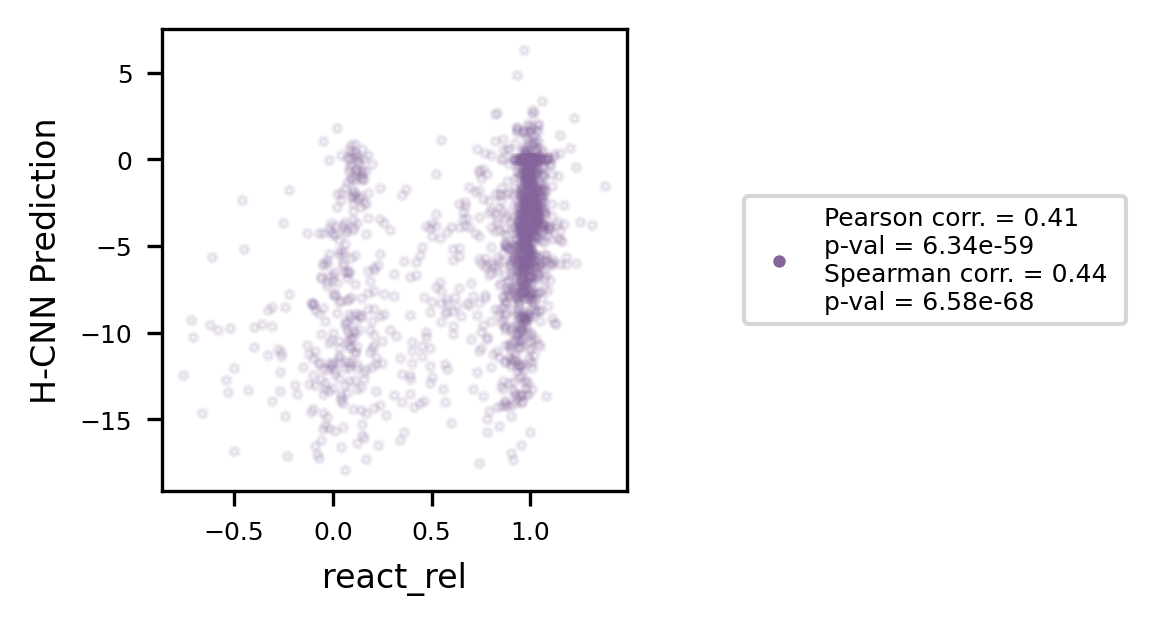 H-CNN Prediction
5
0
−5
−10
−15
−0.5
0.0
0.5
1.0
react_rel
Pearson corr. = 0.41
p-val = 6.34e-59
Spearman corr. = 0.44
p-val = 6.58e-68